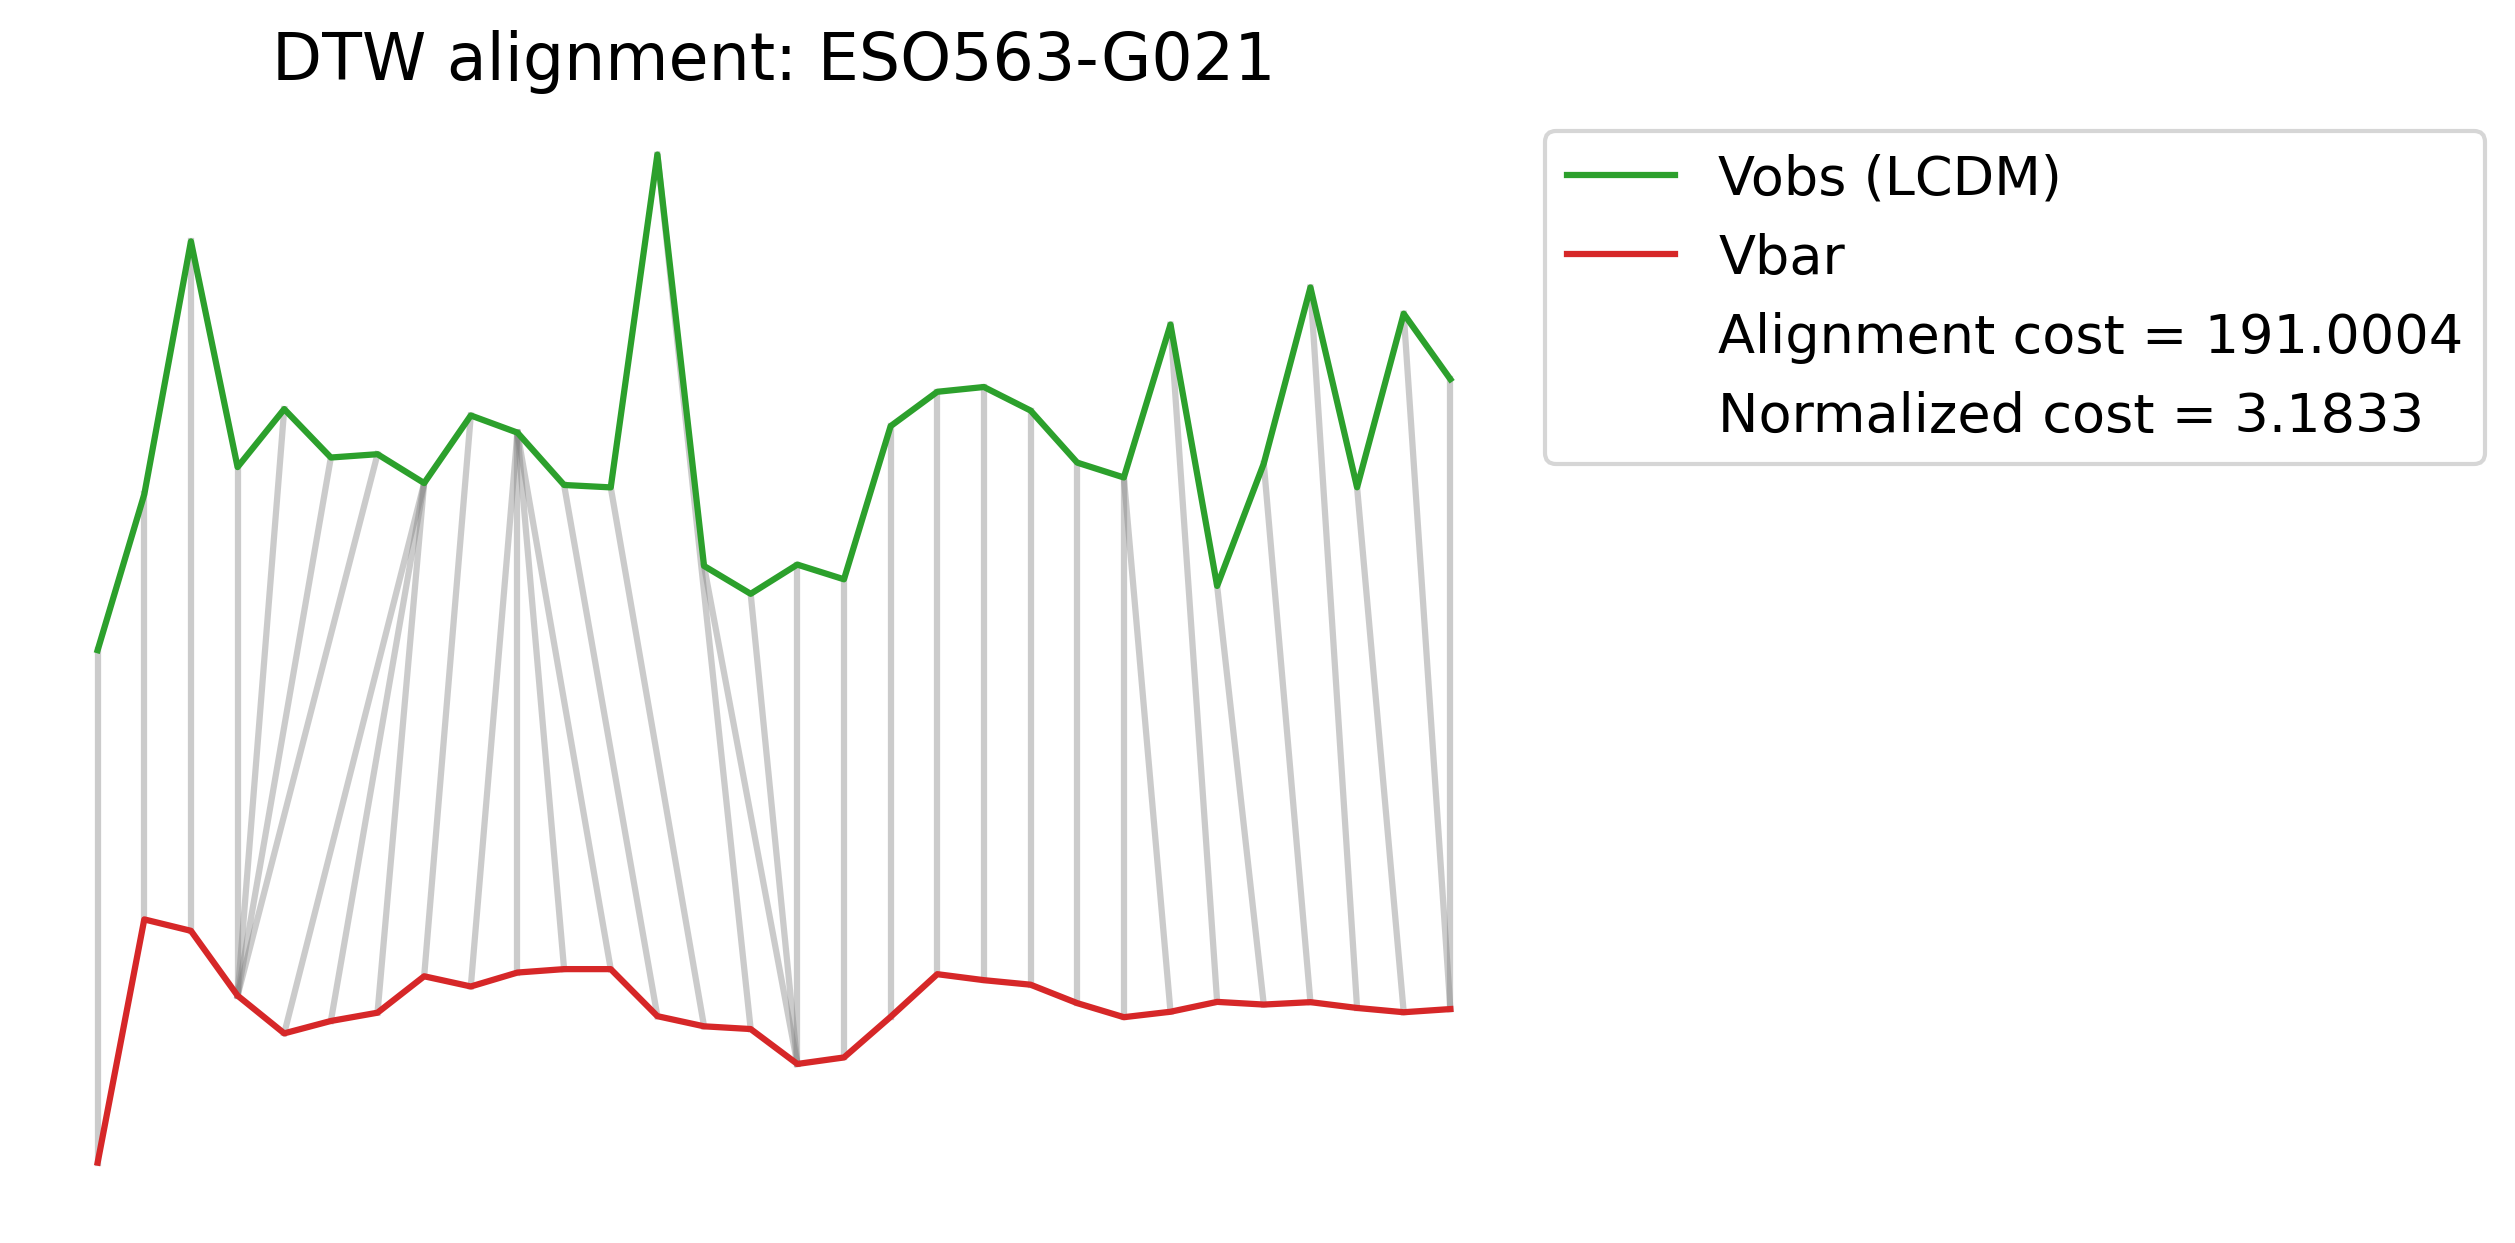 DTW alignment: ESO563-G021
Vobs (LCDM)
Vbar
Alignment cost = 191.0004
Normalized cost = 3.1833